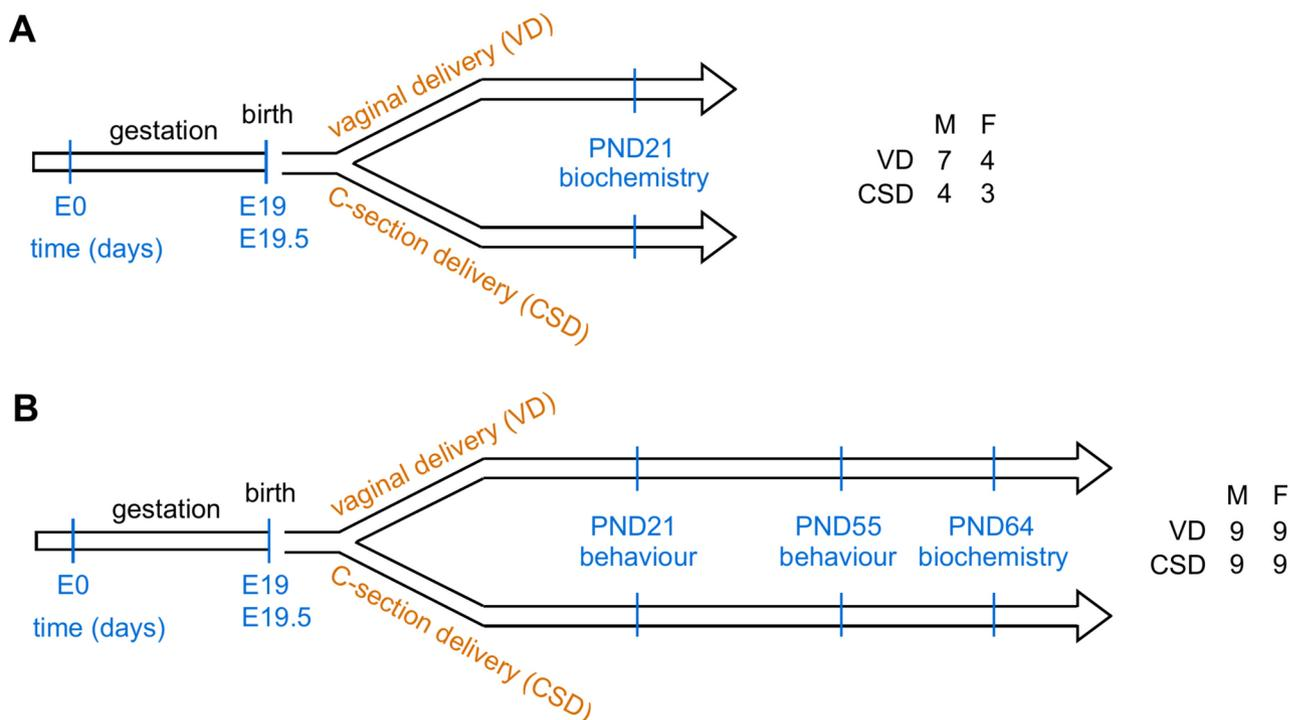 A
vaginal delivery (VD)
birth
gestation
M F
PND21
VD 7 4
biochemistry
CSD 4 3
E0
E19
E19.5
time (days)
C-section delivery (CSD)
B
vaginal delivery (VD)
birth
gestation
M F
PND21 PND55 PND64
VD 9 9
behaviour behaviour biochemistry
CSD 9 9
E0
E19
E19.5
time (days)
C-section delivery (CSD)